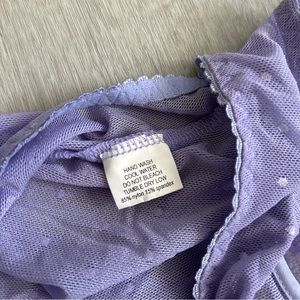 HAND WASH
COOL WATER
DO NOT BLEACH
TUMBLE DRY LOW
85% nylon 15% spandex